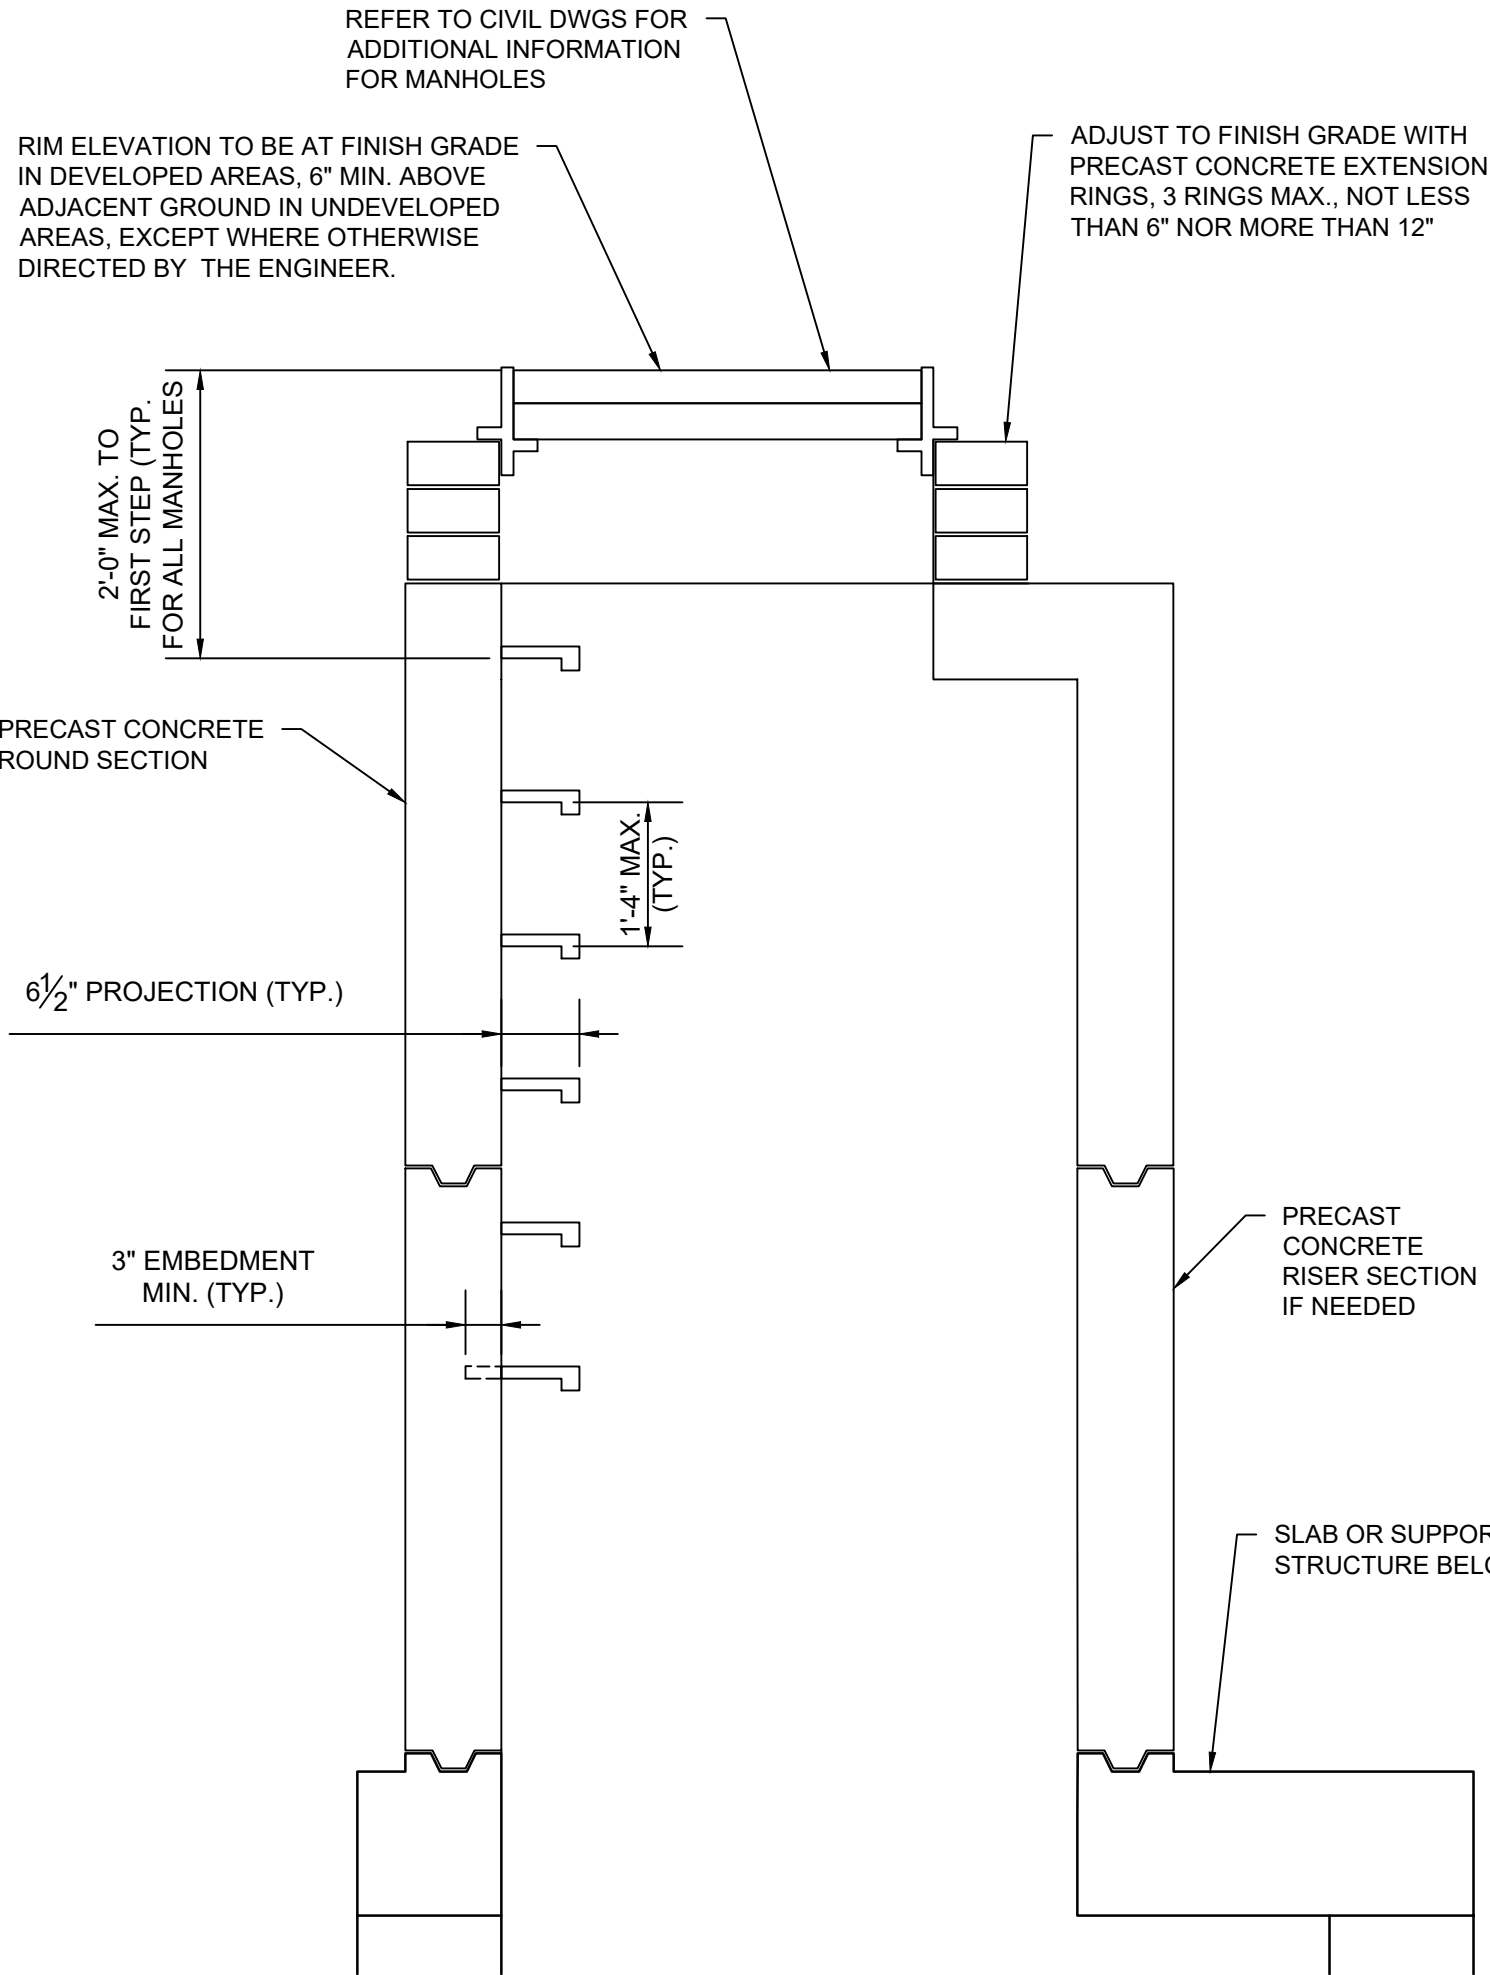 REFER TO CIVIL DWGS FOR
ADDITIONAL INFORMATION
FOR MANHOLES
RIM ELEVATION TO BE AT FINISH GRADE
IN DEVELOPED AREAS, 6" MIN. ABOVE
ADJACENT GROUND IN UNDEVELOPED
AREAS, EXCEPT WHERE OTHERWISE
DIRECTED BY THE ENGINEER.
ADJUST TO FINISH GRADE WITH
PRECAST CONCRETE EXTENSION
RINGS, 3 RINGS MAX., NOT LESS
THAN 6" NOR MORE THAN 12"
2'-0" MAX. TO
FIRST STEP (TYP.
FOR ALL MANHOLES
PRECAST CONCRETE
ROUND SECTION
1'-4" MAX.
(TYP.)
6½" PROJECTION (TYP.)
3" EMBEDMENT
MIN. (TYP.)
PRECAST
CONCRETE
RISER SECTION
IF NEEDED
SLAB OR
STRUCTURE